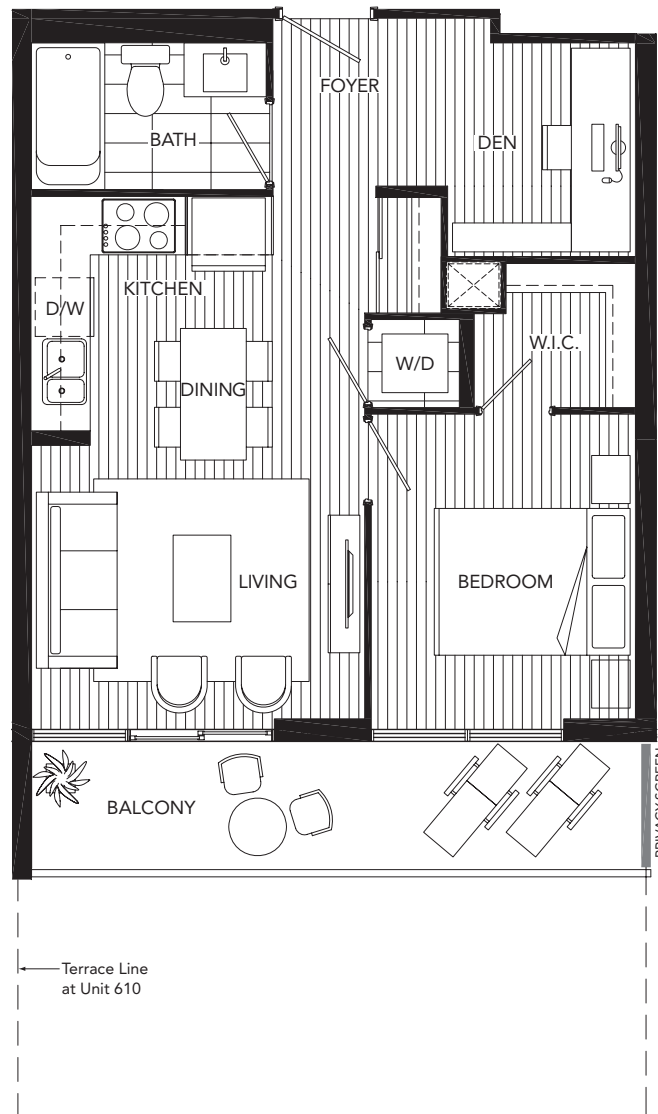 FOYER
BATH
DEN
KITCHEN
D/W
W.I.C.
W/D
DINING
LIVING
BEDROOM
BALCONY
PRIVACY SCREEN
Terrace Line
at Unit 610